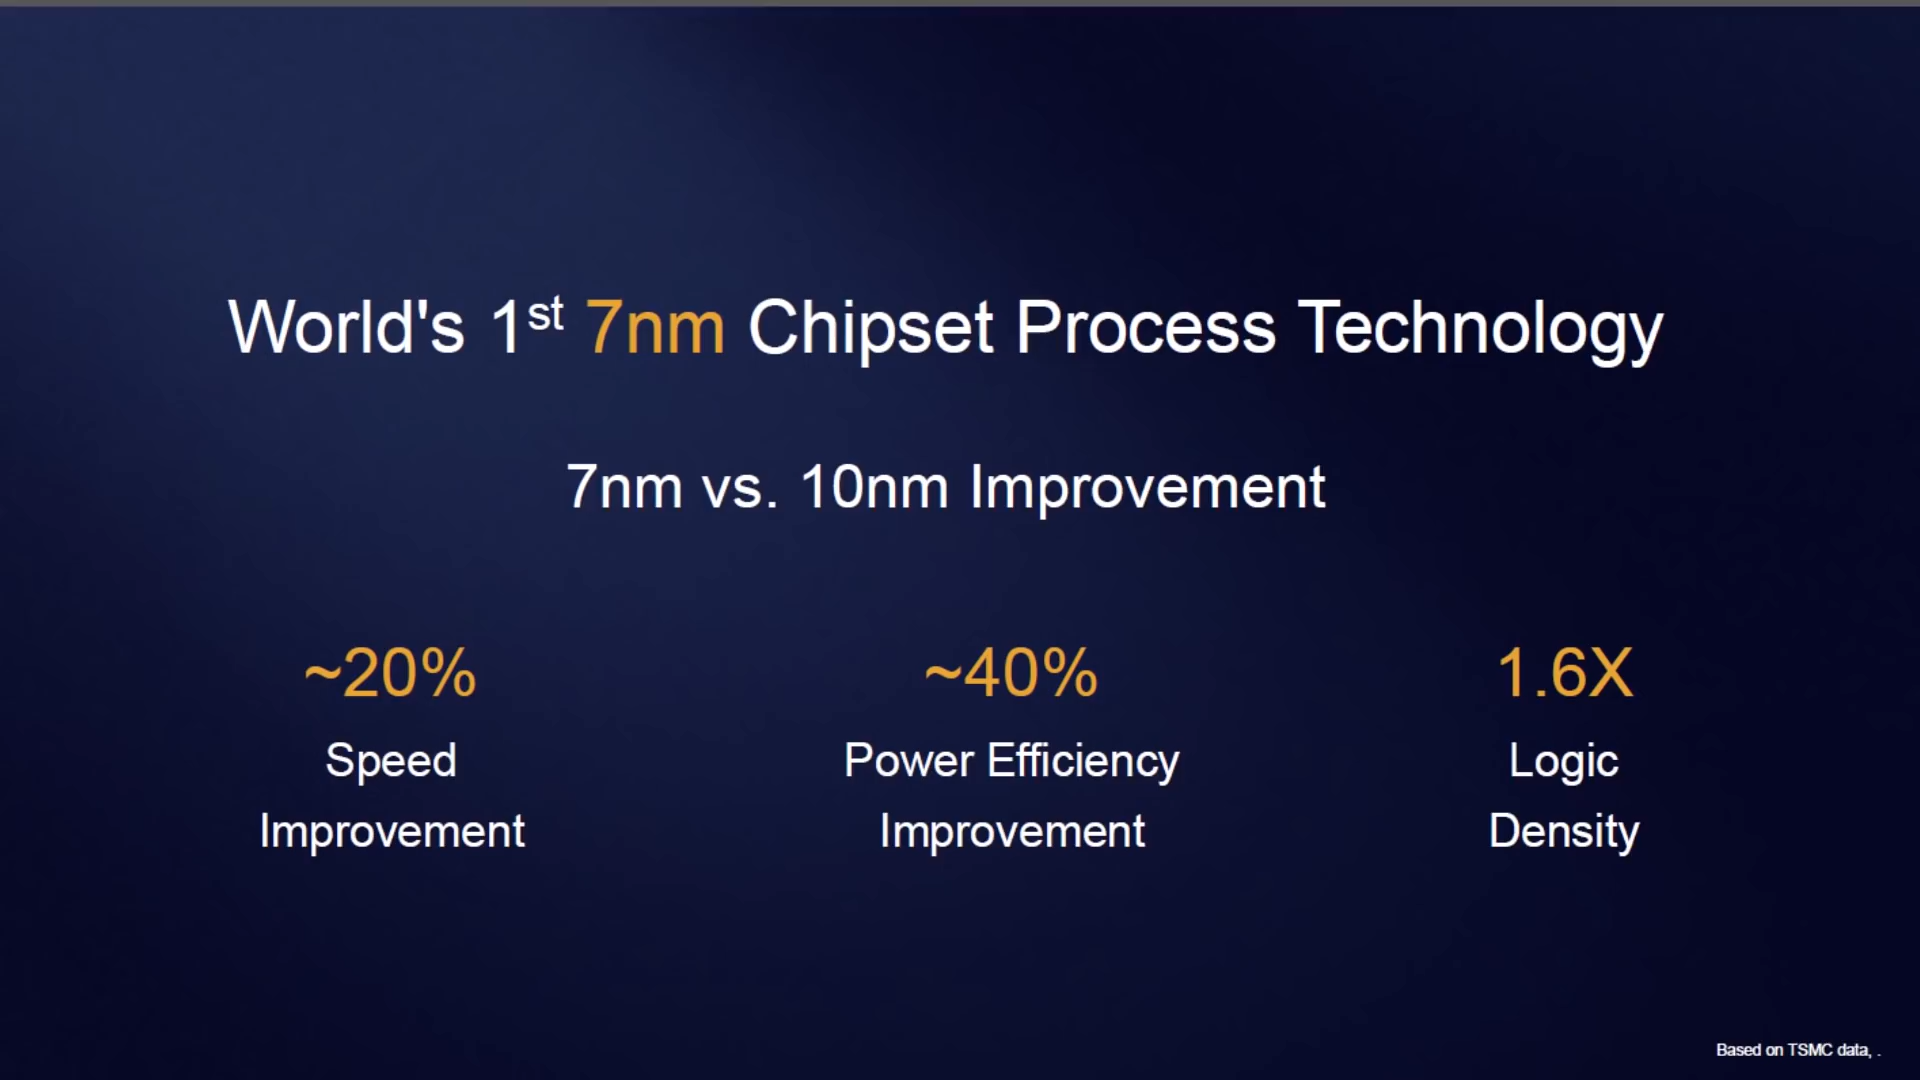 World's 1st 7nm Chipset Process Technology
7nm vs. 10nm Improvement
~20%
Speed
Improvement
~40%
Power Efficiency
Improvement
1.6X
Logic
Density
Based on TSMC data, .